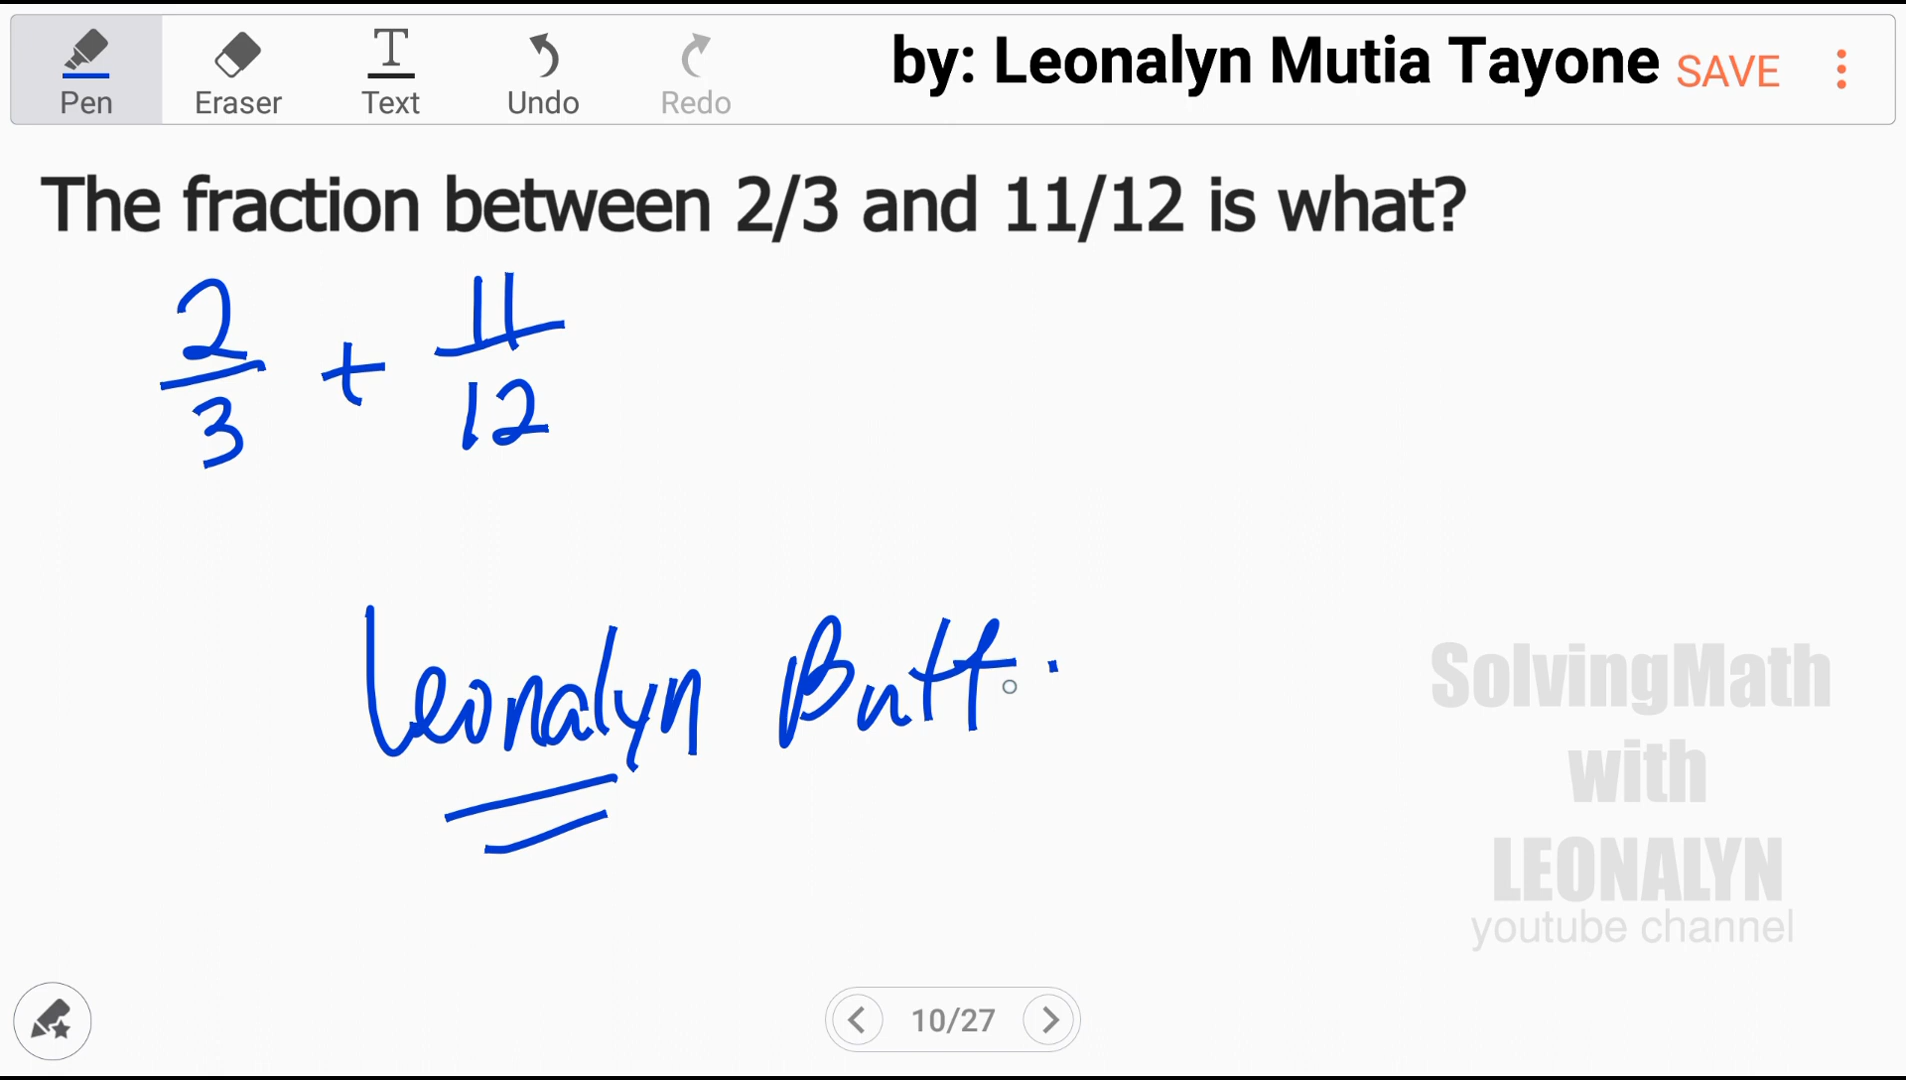 by: Leonalyn Mutia Tayone SAVE
Pen Eraser Text Undo Redo
The fraction between 2/3 and 11/12 is what?
2/3 + 11/12
Leonalyn Butt.
SolvingMath
with
LEONALYN
youtube channel
10/27